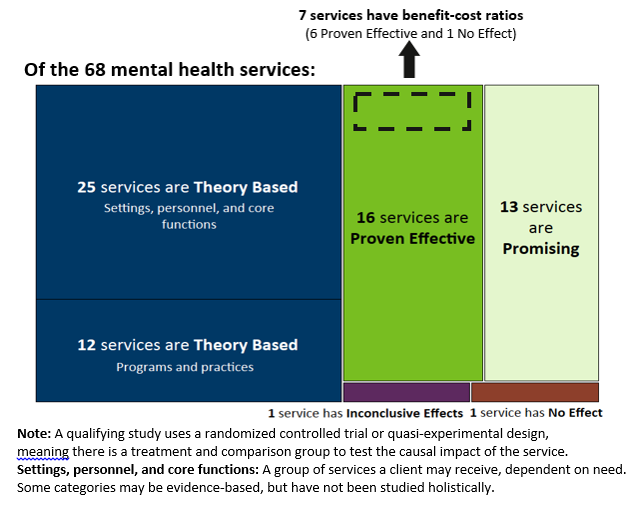 7 services have benefit-cost ratios
(6 Proven Effective and 1 No Effect)
Of the 68 mental health services:
25 services are Theory Based
Settings, personnel, and core
functions
16 services are
Proven Effective
13 services
are
Promising
12 services are Theory Based
Programs and practices
1 service has Inconclusive Effects
1 service has No Effect
Note: A qualifying study uses a randomized controlled trial or quasi-experimental design,
meaning there is a treatment and comparison group to test the causal impact of the service.
Settings, personnel, and core functions: A group of services a client may receive, dependent on need.
Some categories may be evidence-based, but have not been studied holistically.